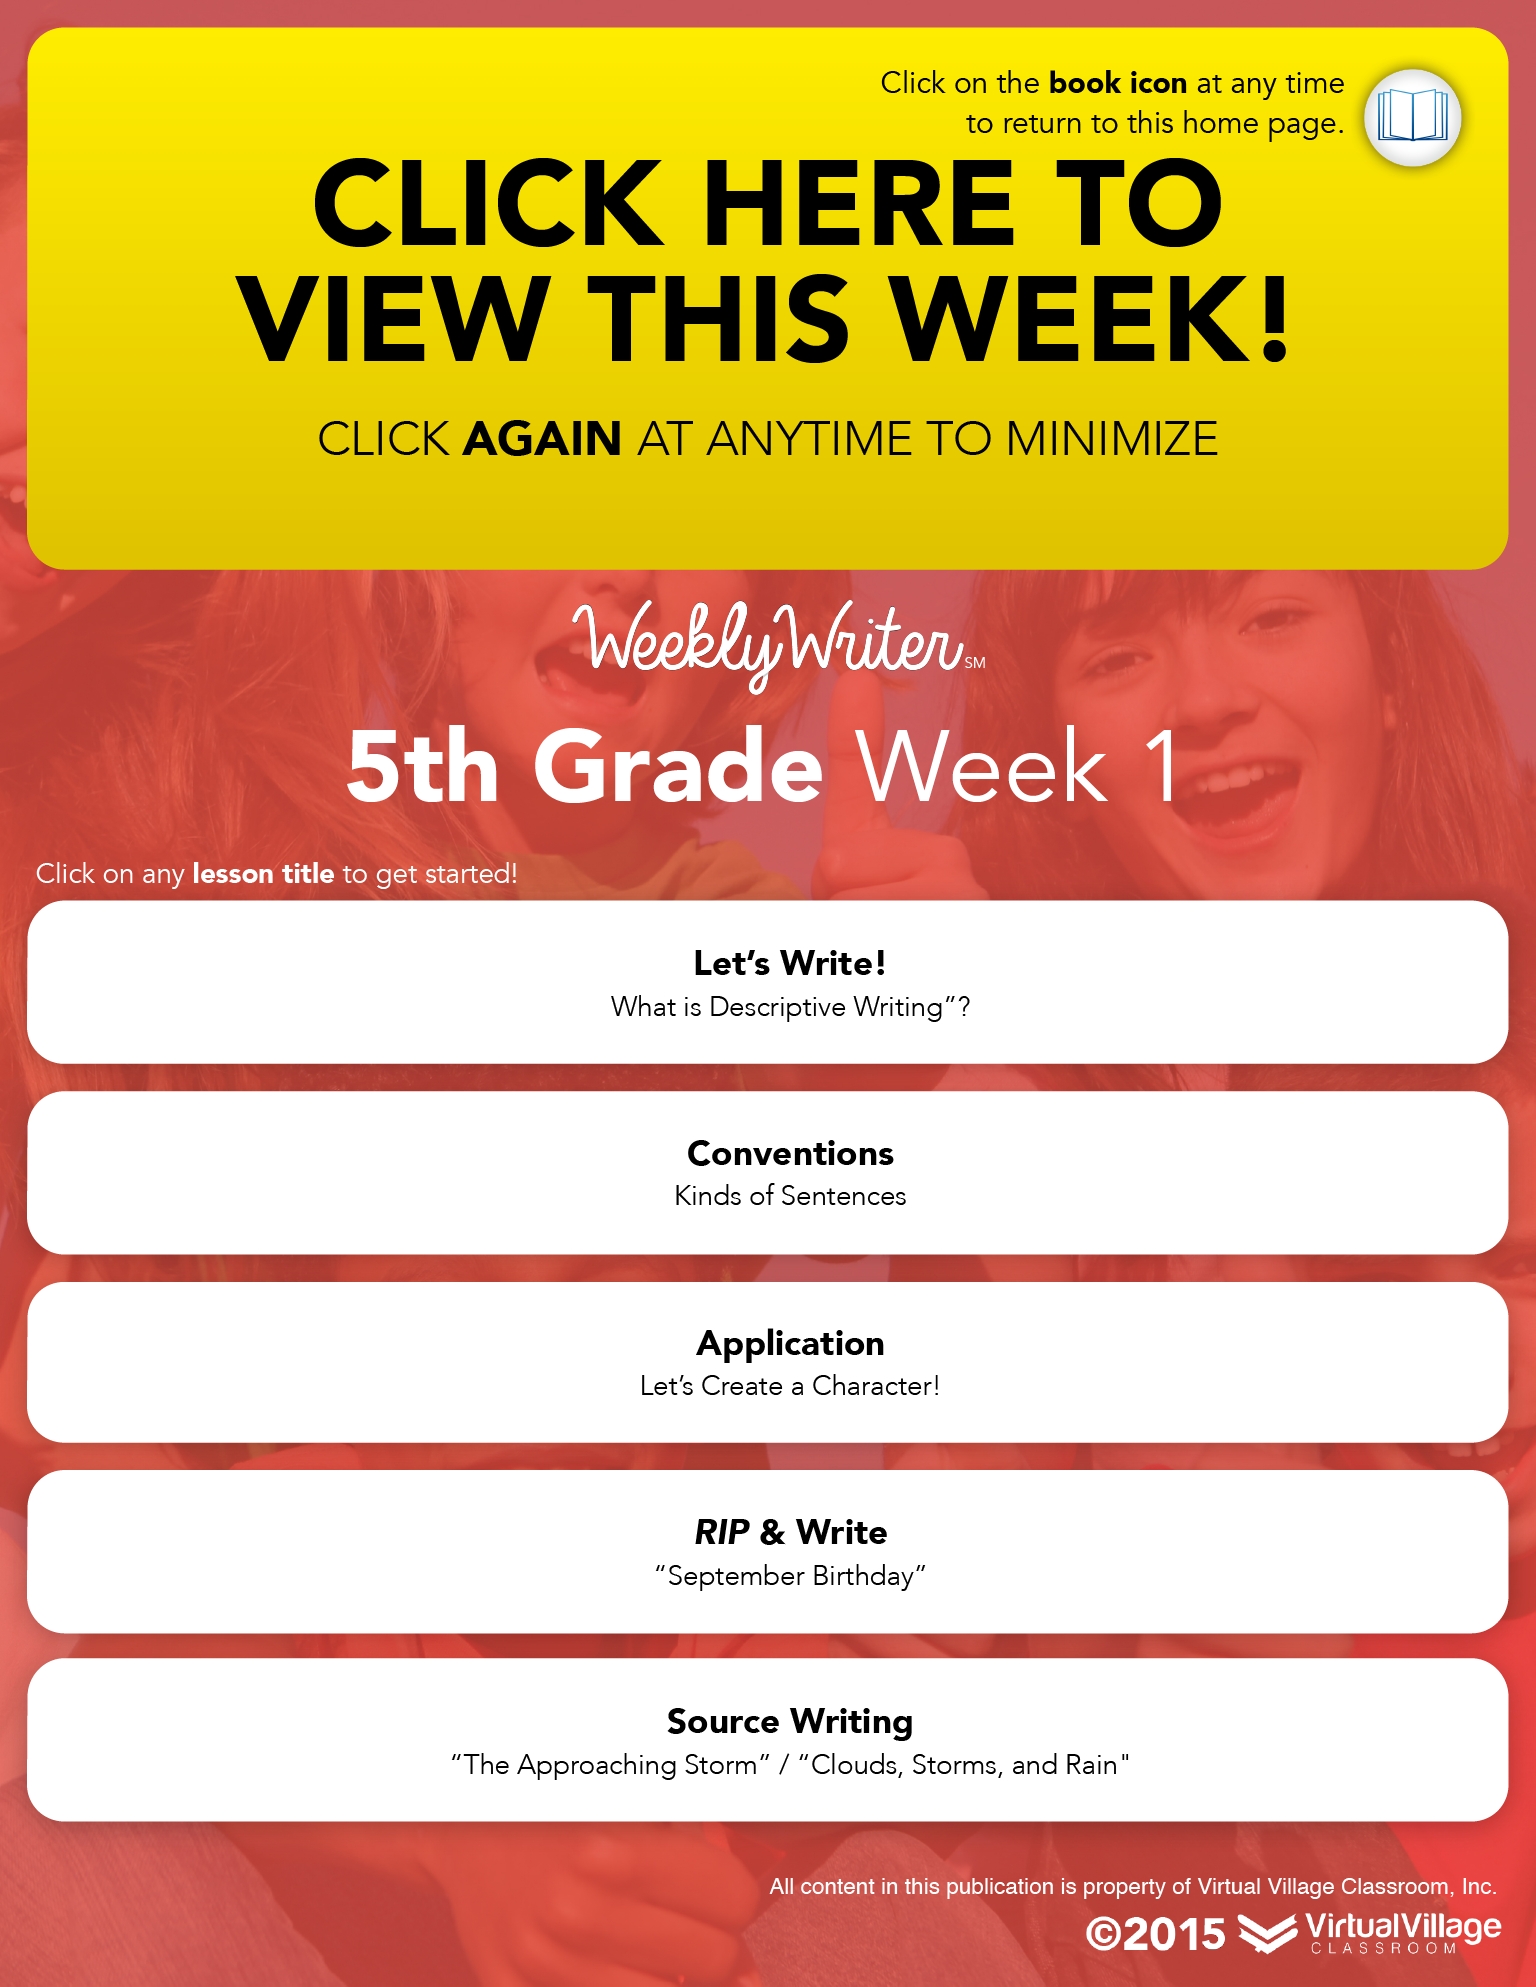 Click on the book icon at any time
to return to this home page.
CLICK HERE TO
VIEW THIS WEEK!
CLICK AGAIN AT ANYTIME TO MINIMIZE
WeeklyWriter SM
5th Grade Week 1
Click on any lesson title to get started!
Let’s Write!
What is Descriptive Writing”?
Conventions
Kinds of Sentences
Application
Let’s Create a Character!
RIP & Write
“September Birthday”
Source Writing
“The Approaching Storm” / “Clouds, Storms, and Rain"
All content in this publication is property of Virtual Village Classroom, Inc.
©2015 VirtualVillage
CLASSROOM